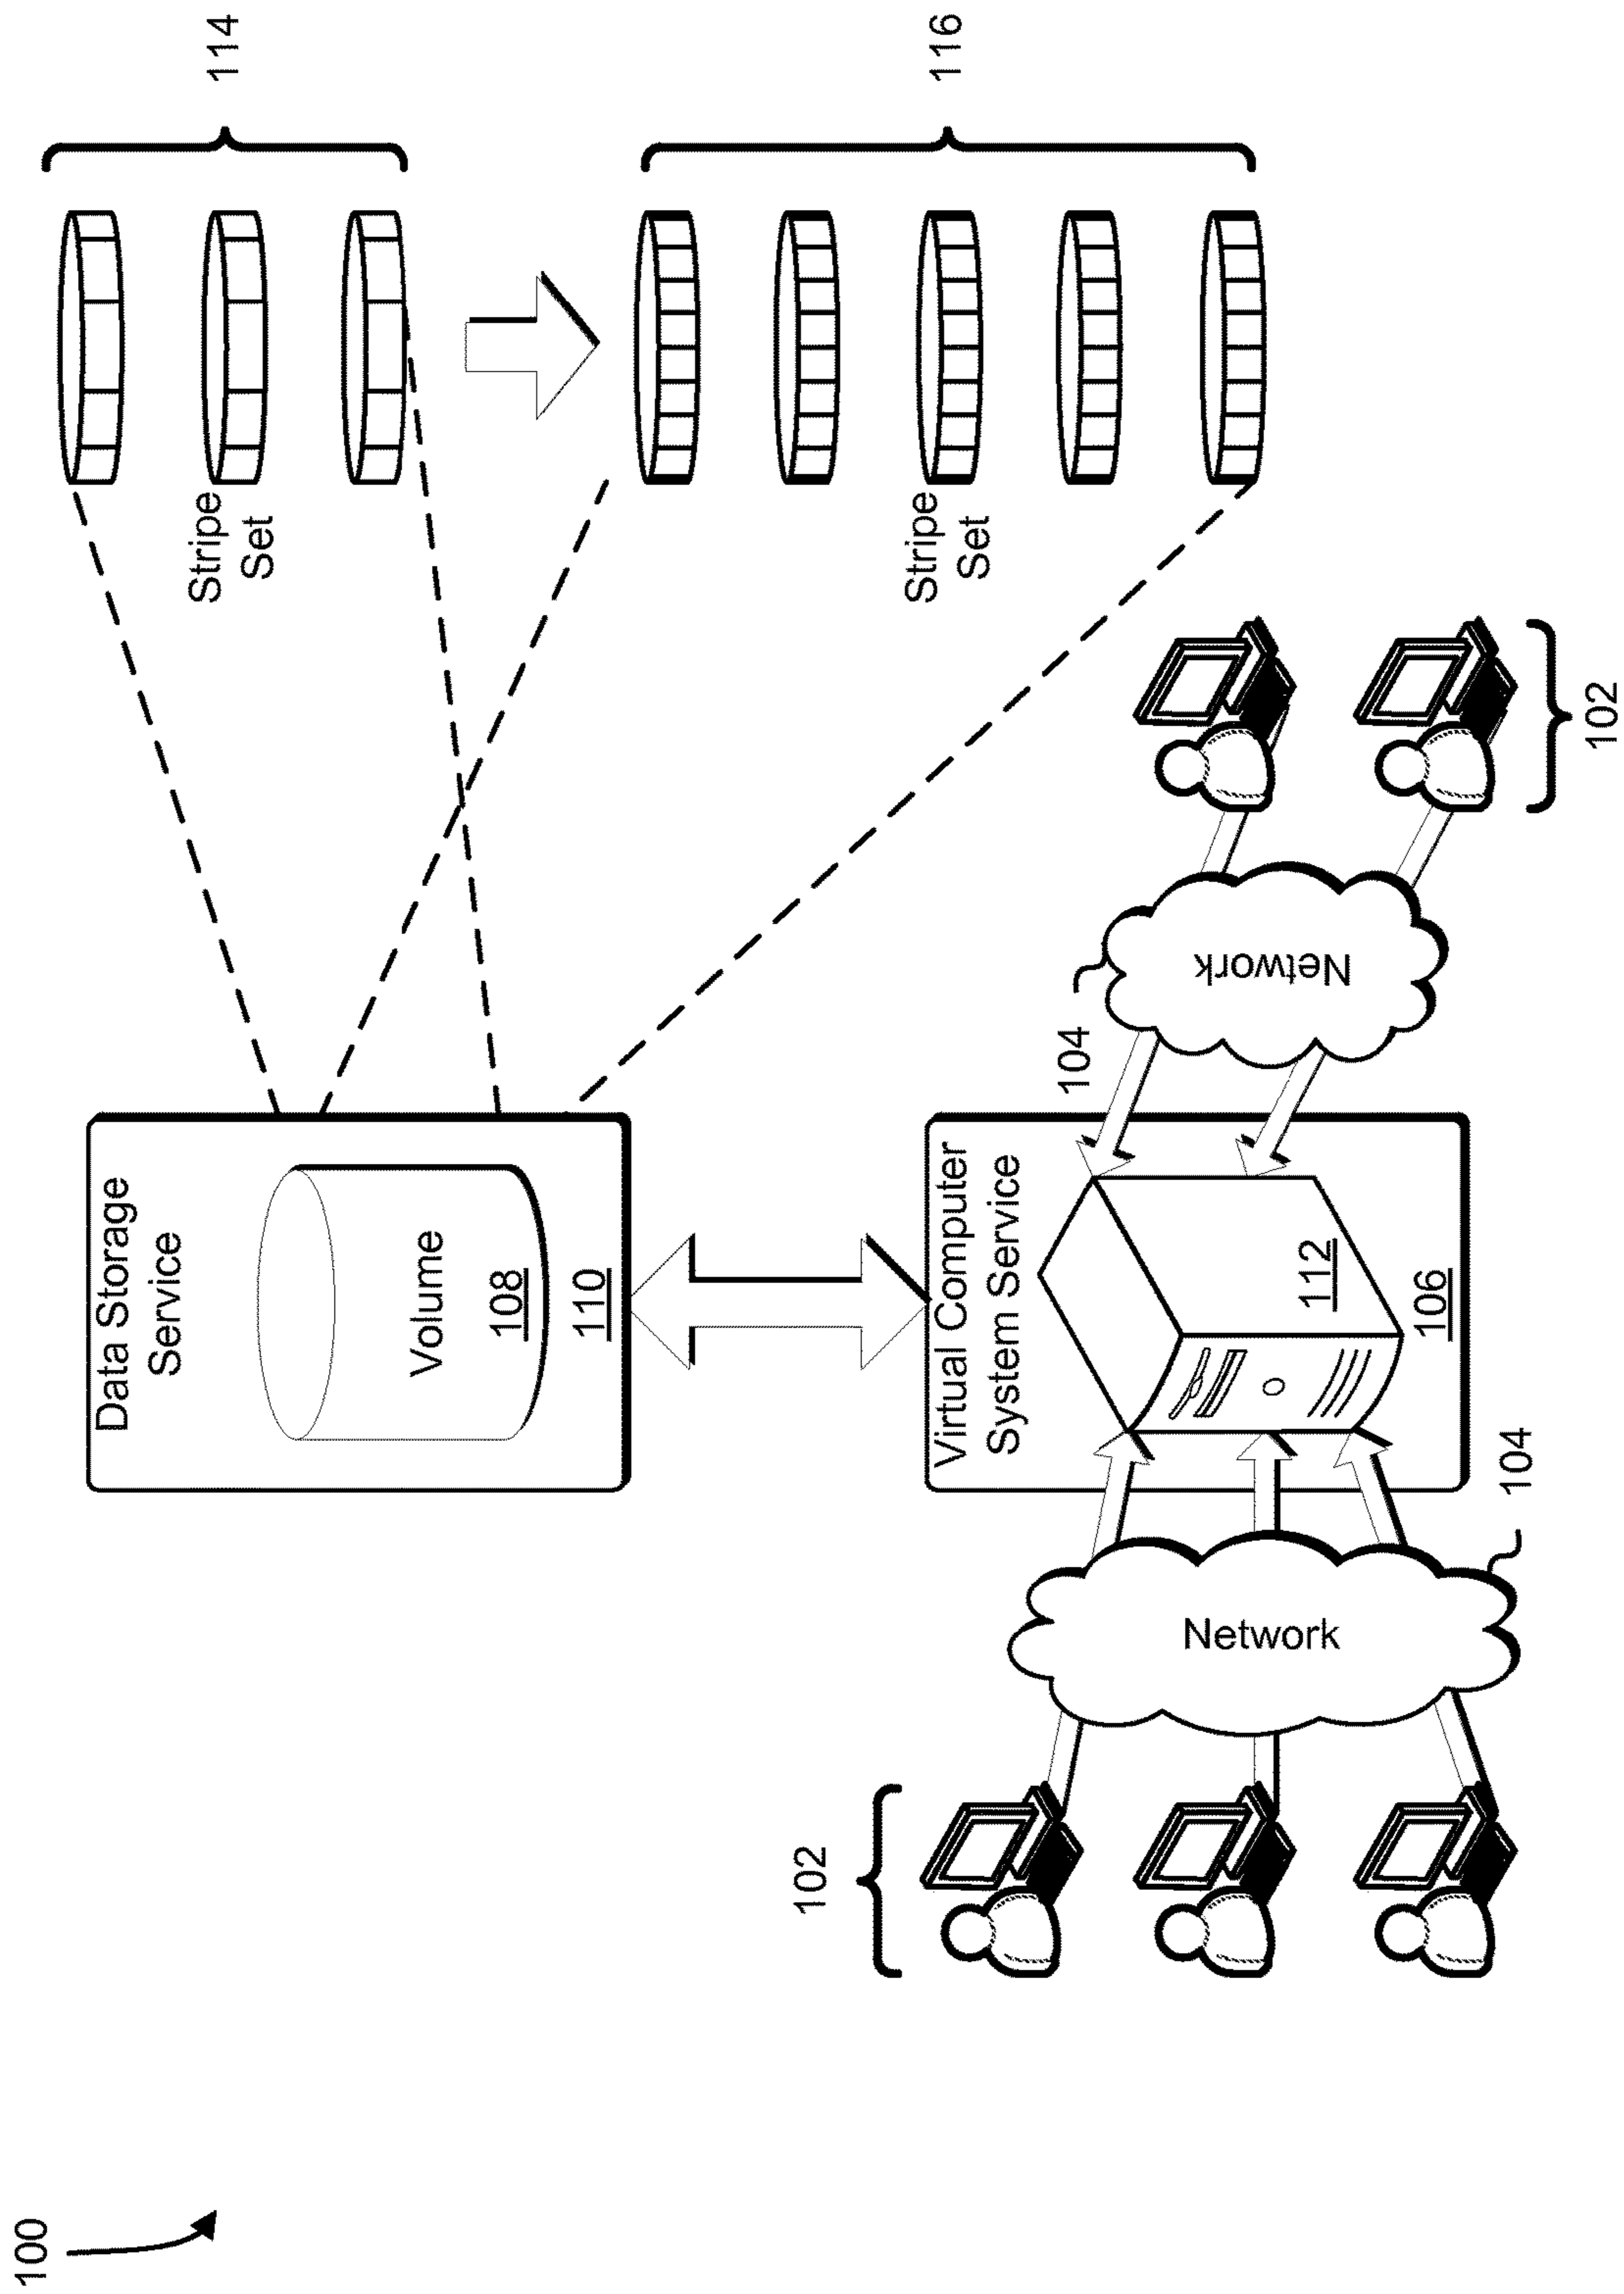 100
Data Storage
Service
Volume
108
110
Stripe
Set
114
Stripe
Set
116
Virtual Computer
System Service
112
106
104
Network
102
104
Network
102